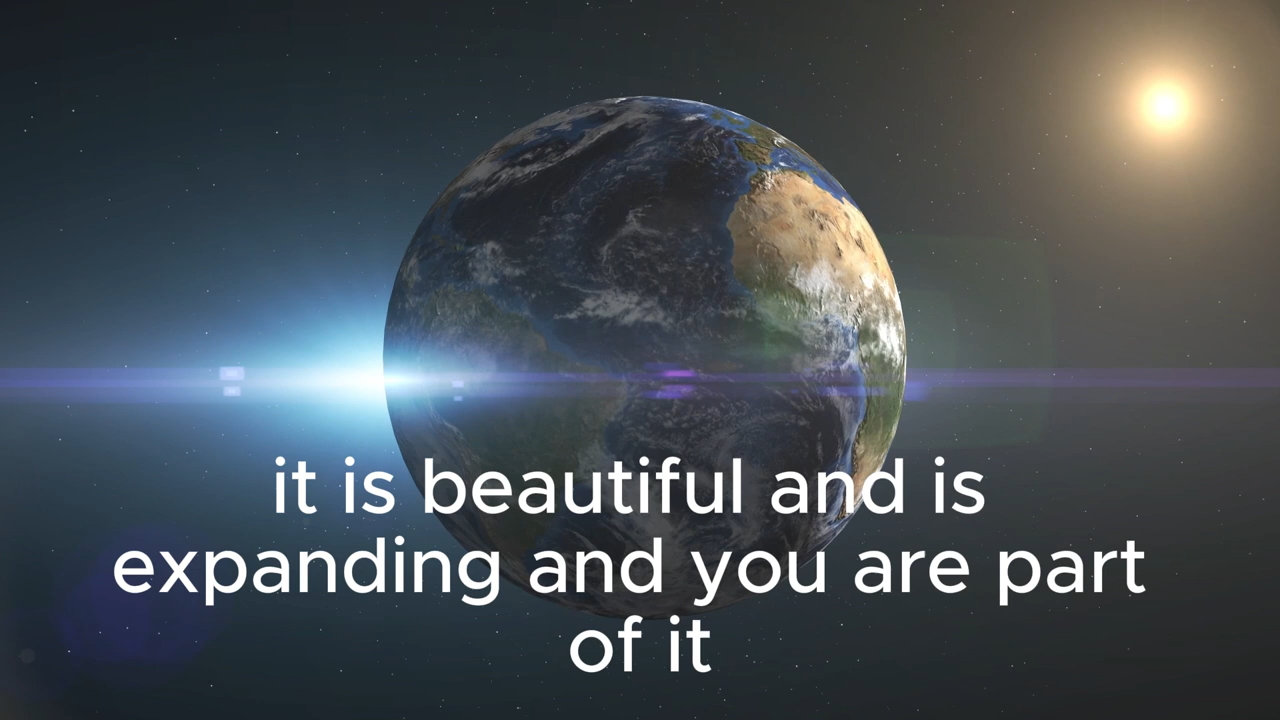 it is beautiful and is
expanding and you are part
of it